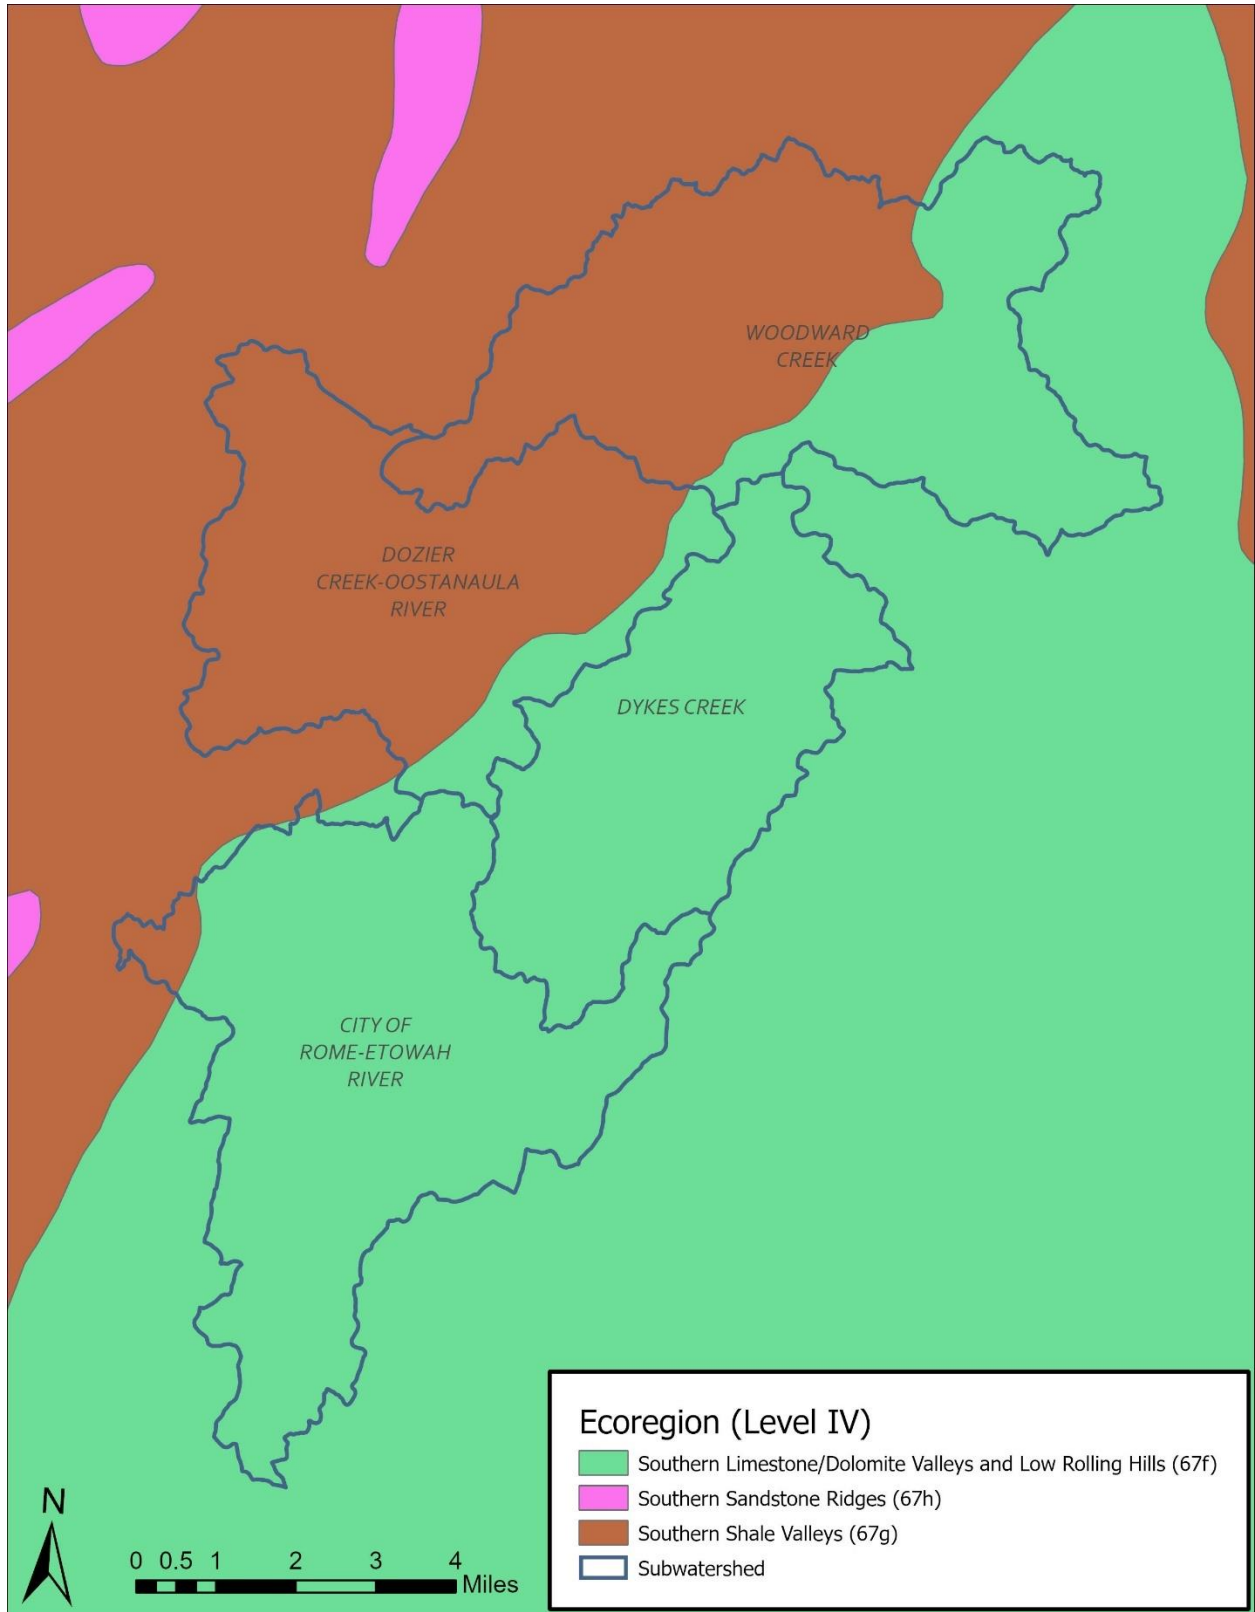 WOODWARD
CREEK
DOZIER
CREEK-OOSTANAULA
RIVER
DYKES CREEK
CITY OF
ROME-ETOWAH
RIVER
Ecoregion (Level IV)
Southern Limestone/Dolomite Valleys and Low Rolling Hills (67f)
Southern Sandstone Ridges (67h)
Southern Shale Valleys (67g)
Subwatershed
N
0 0.5 1 2 3 4
Miles